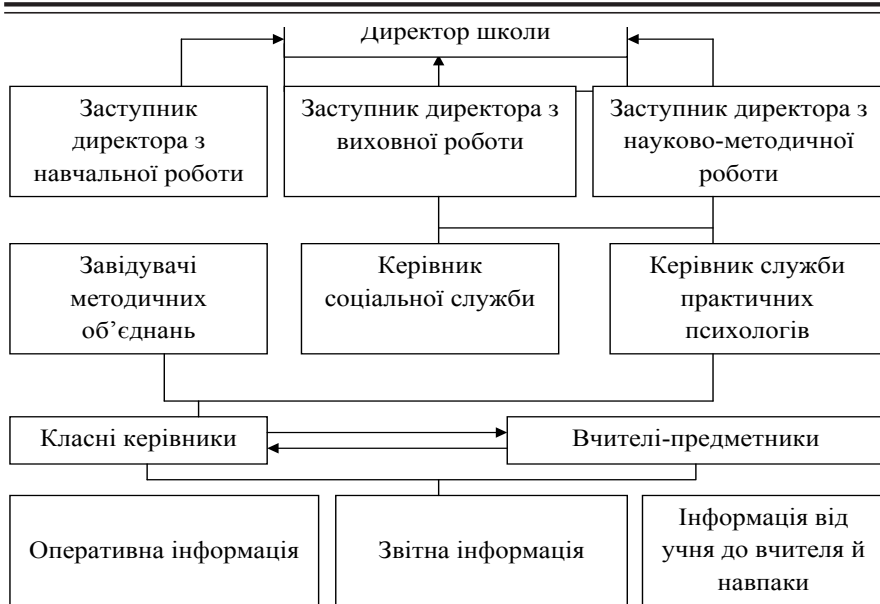 Директор школи
Заступник
директора з
навчальної роботи
Заступник директора з
виховної роботи
Заступник директора з
науково-методичної
роботи
Завідувачі
методичних
об’єднань
Керівник
соціальної служби
Керівник служби
практичних
психологів
Класні керівники
Вчителі-предметники
Оперативна інформація
Звітна інформація
Інформація від
учня до вчителя й
навпаки